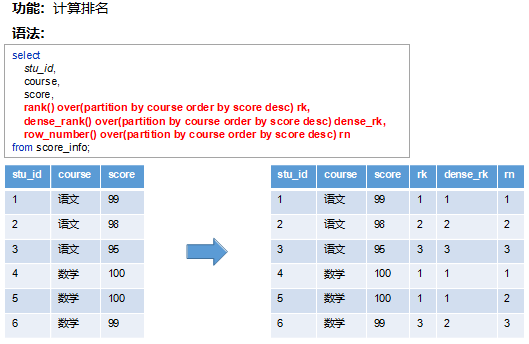 功能：计算排名
语法：
select
stu_id,
course,
score,
rank() over(partition by course order by score desc) rk,
dense_rank() over(partition by course order by score desc) dense_rk,
row_number() over(partition by course order by score desc) rn
from score_info;
stu_id course score
1 语文 99
2 语文 98
3 语文 95
4 数学 100
5 数学 100
6 数学 99
stu_id course score rk dense_rk rn
1 语文 99 1 1 1
2 语文 98 2 2 2
3 语文 95 3 3 3
4 数学 100 1 1 1
5 数学 100 1 1 2
6 数学 99 3 2 3